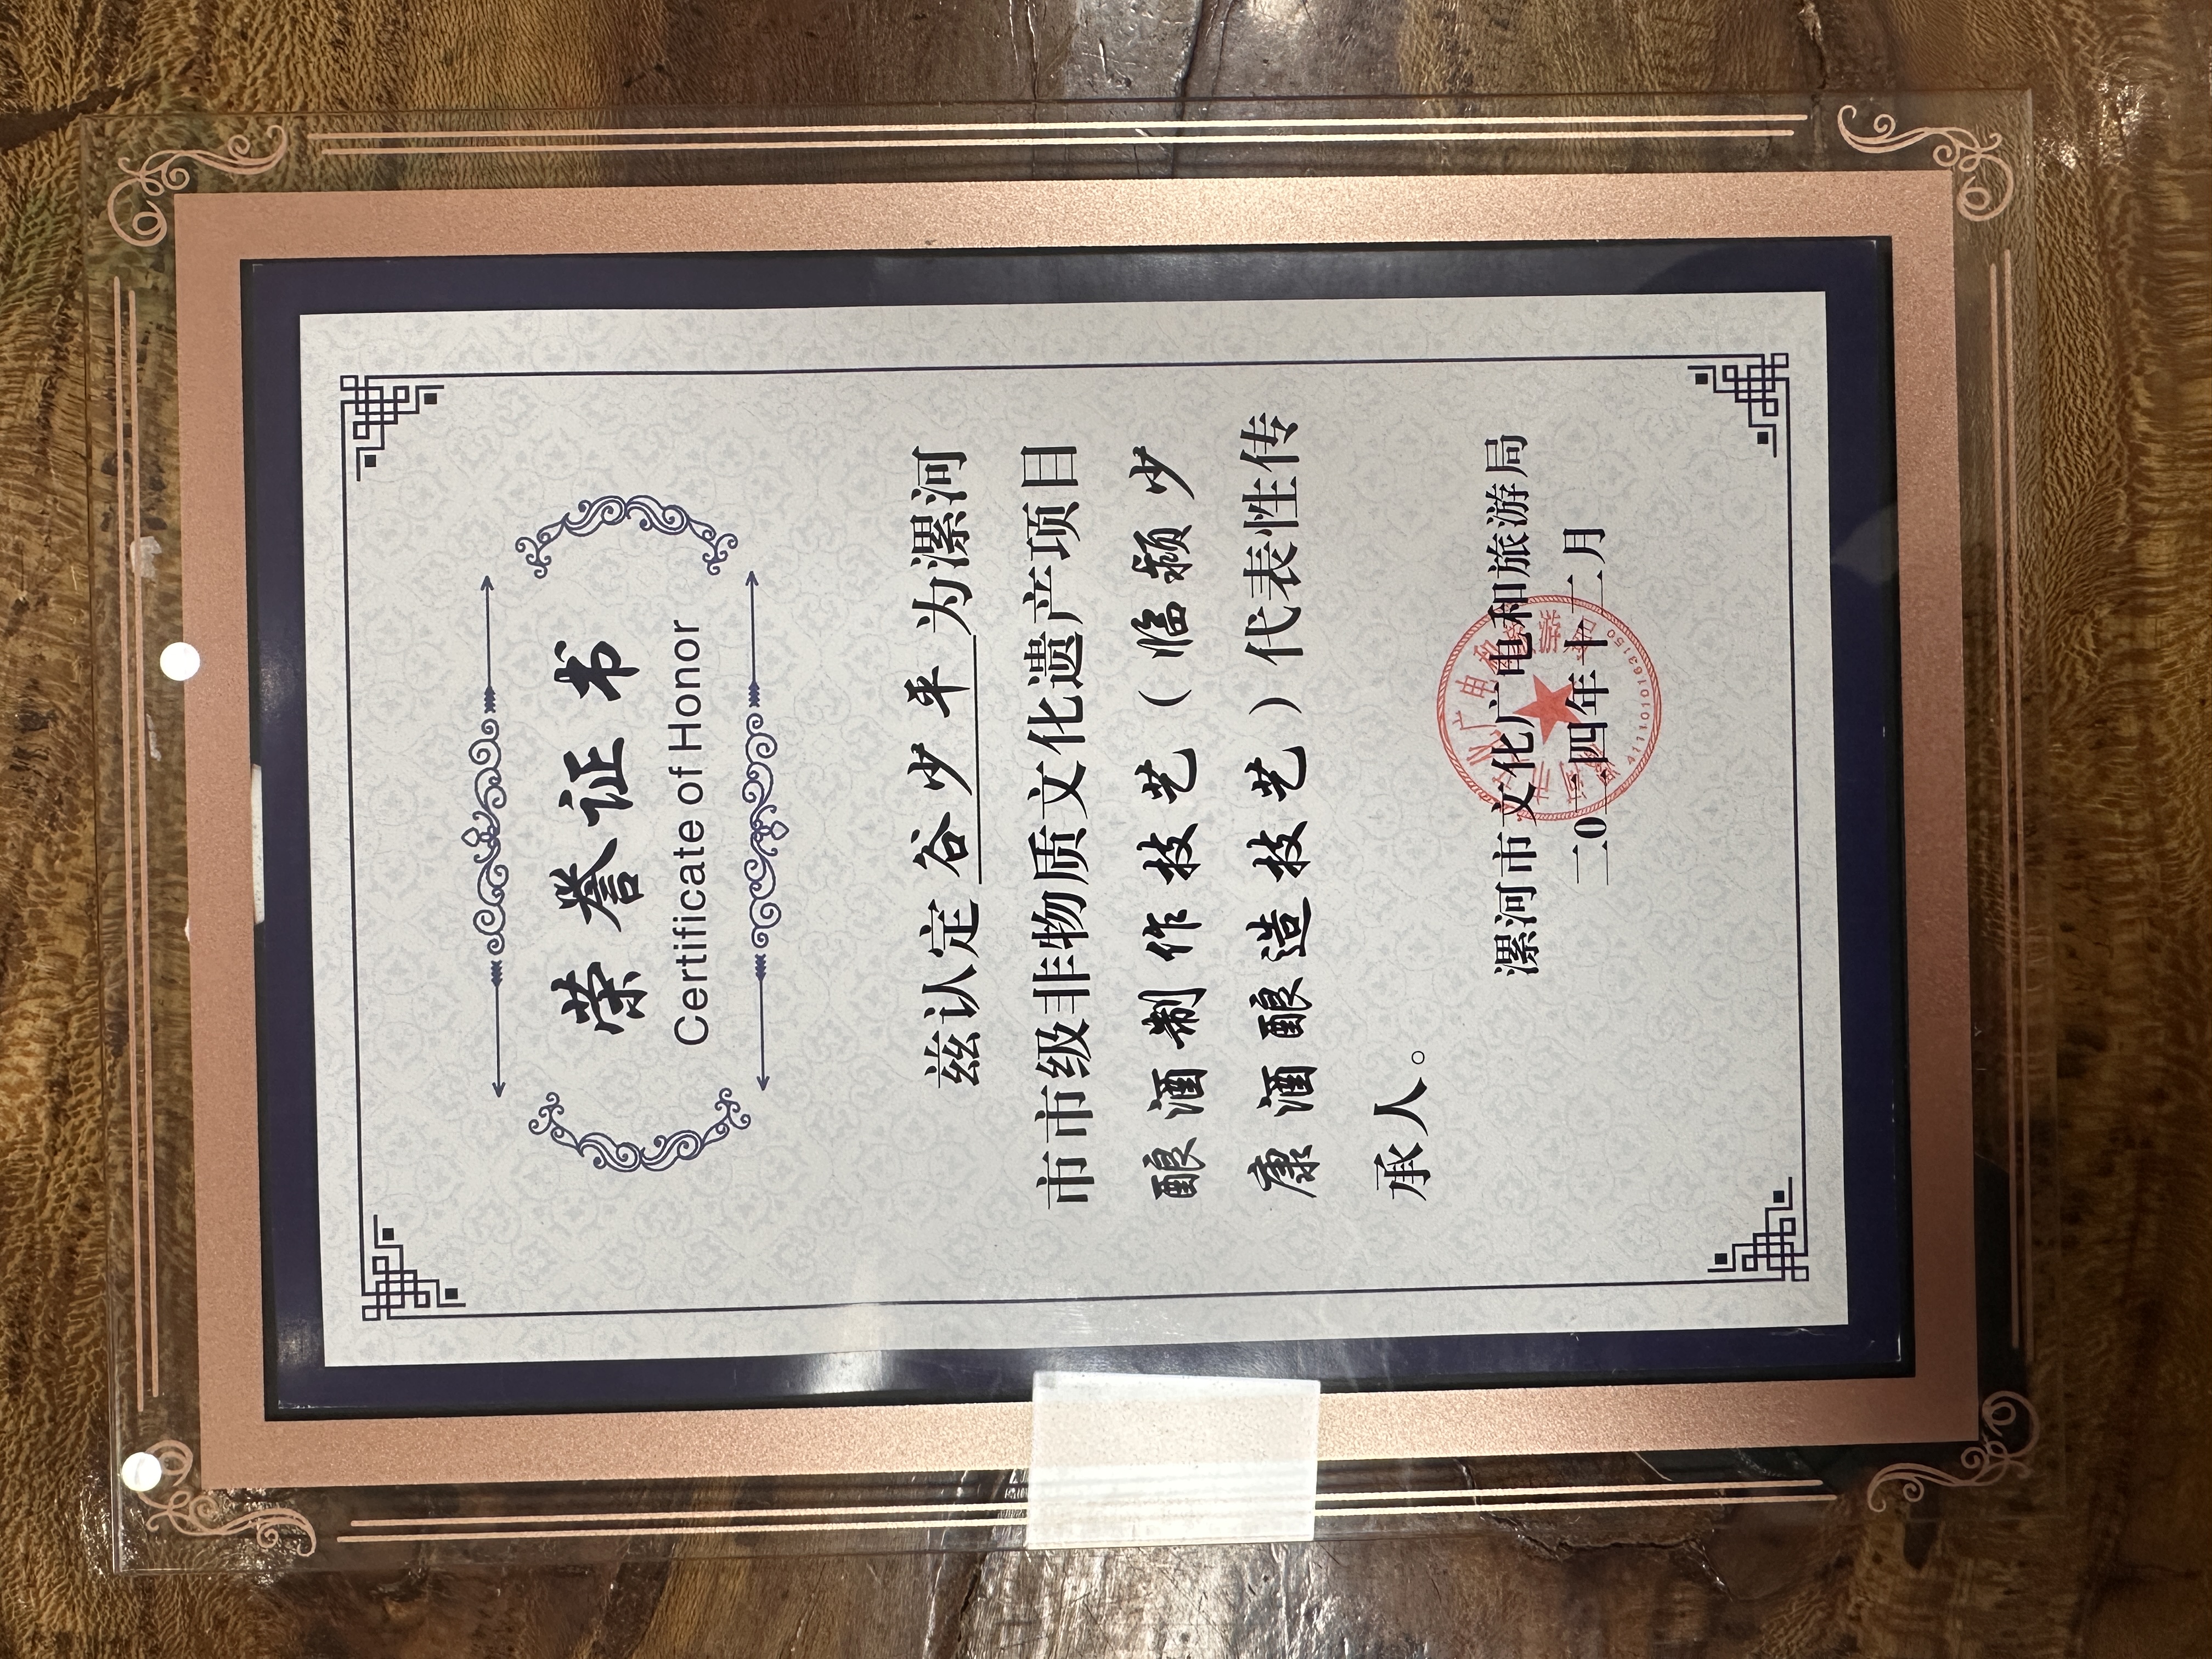 荣誉证书
Certificate of Honor
兹认定 谷少平 为漯河
市市级非物质文化遗产项目
酿酒制作技艺（临颍少
康酒酿造技艺）代表性传
承人。
漯河市文化广电和旅游局
二0二四年十二月
4111010163150